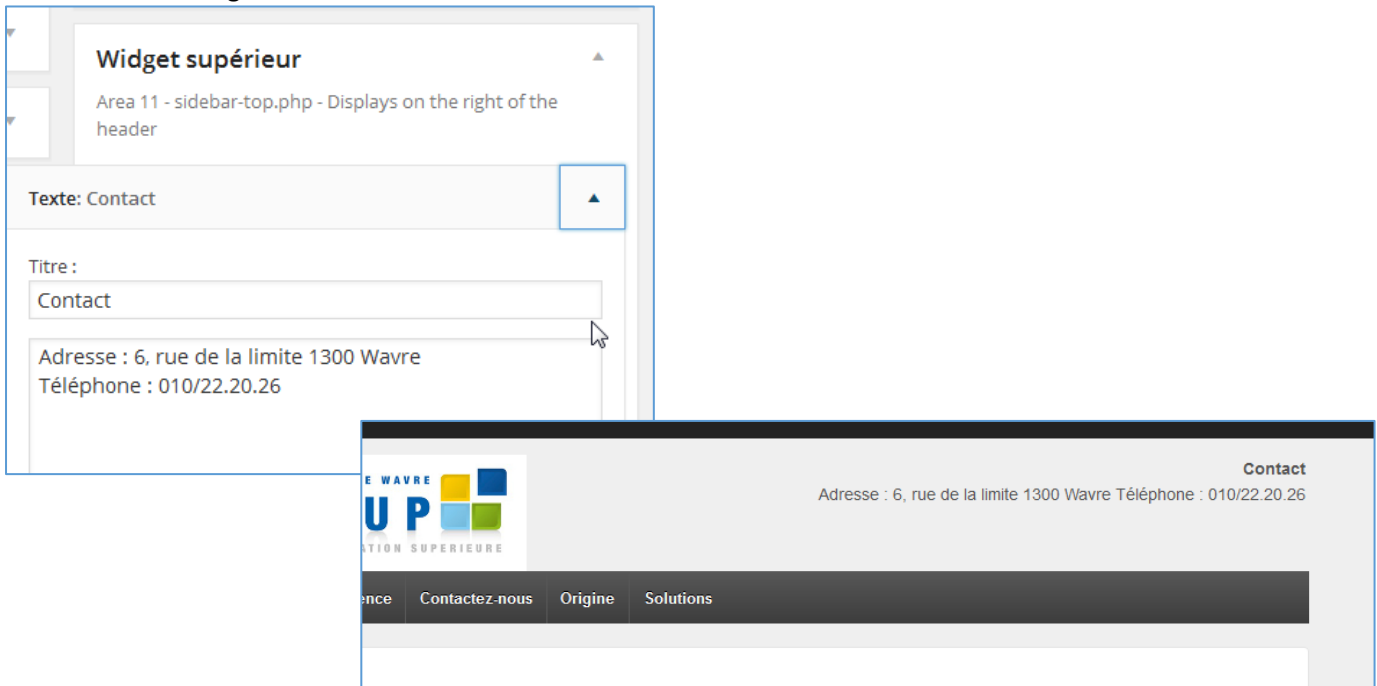 Widget supérieur
Area 11 - sidebar-top.php - Displays on the right of the
header
Texte: Contact
Titre :
Contact
Adresse : 6, rue de la limite 1300 Wavre
Téléphone : 010/22.20.26
Contact
Adresse : 6, rue de la limite 1300 Wavre Téléphone : 010/22.20.26
E WAVRE
UP
ATION SUPERIEURE
ence Contactez-nous Origine Solutions